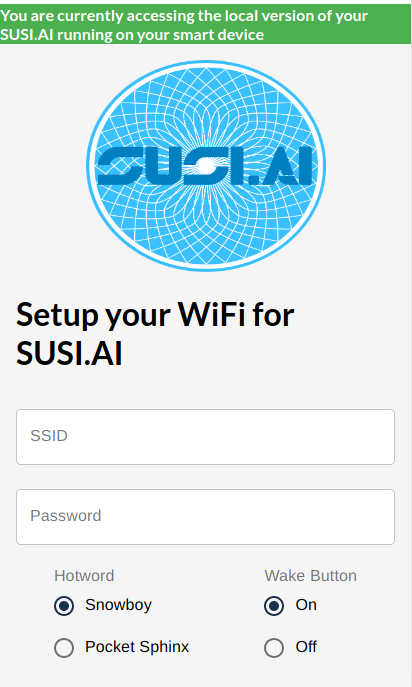 You are currently accessing the local version of your
SUSI.AI running on your smart device
SUSI.AI
Setup your WiFi for
SUSI.AI
SSID
Password
Hotword Wake Button
Snowboy On
Pocket Sphinx Off